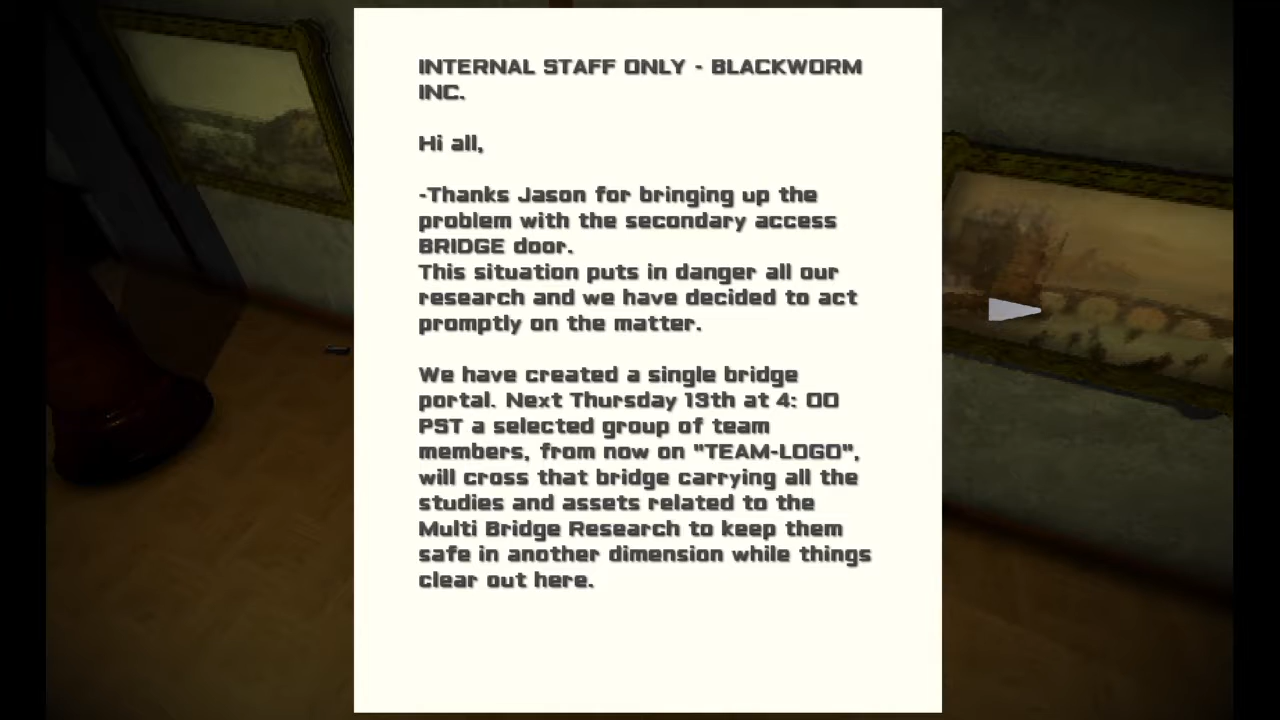 INTERNAL STAFF ONLY - BLACKWORM
INC.
Hi all,
-Thanks Jason for bringing up the
problem with the secondary access
BRIDGE door.
This situation puts in danger all our
research and we have decided to act
promptly on the matter.
We have created a single bridge
portal. Next Thursday 13th at 4: 00
PST a selected group of team
members, from now on "TEAM-LOGO",
will cross that bridge carrying all the
studies and assets related to the
Multi Bridge Research to keep them
safe in another dimension while things
clear out here.